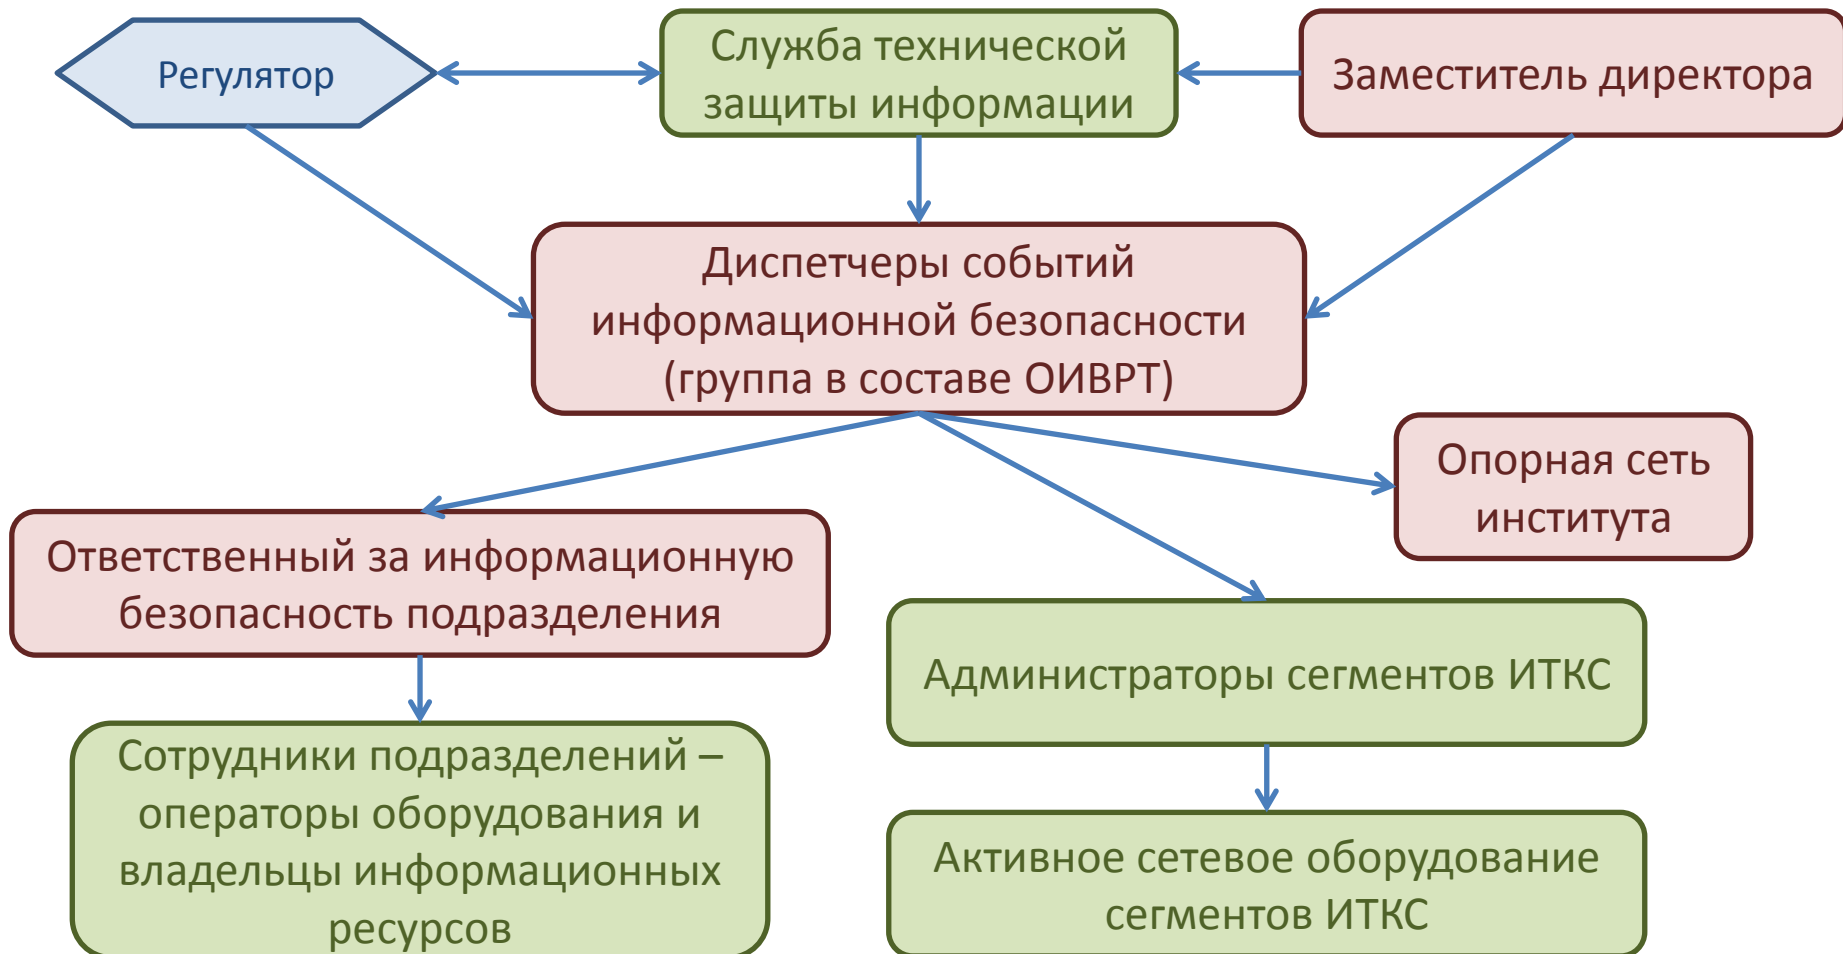 Регулятор
Служба технической
защиты информации
Заместитель директора
Диспетчеры событий
информационной безопасности
(группа в составе ОИВРТ)
Опорная сеть
института
Ответственный за информационную
безопасность подразделения
Администраторы сегментов ИТКС
Сотрудники подразделений –
операторы оборудования и
владельцы информационных
ресурсов
Активное сетевое оборудование
сегментов ИТКС